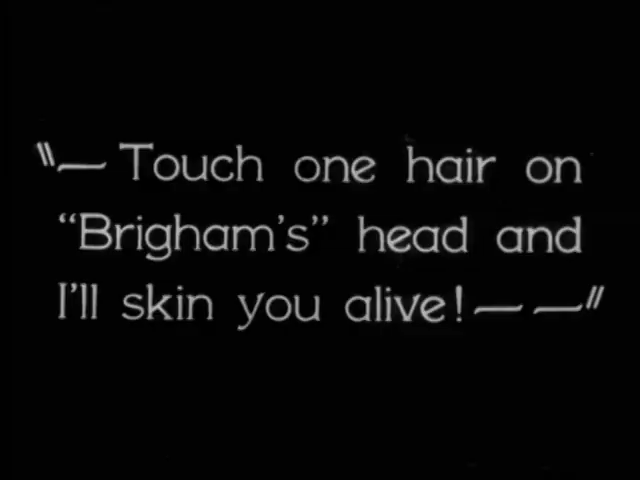 "— Touch one hair on
“Brigham's” head and
I'll skin you alive! — —"